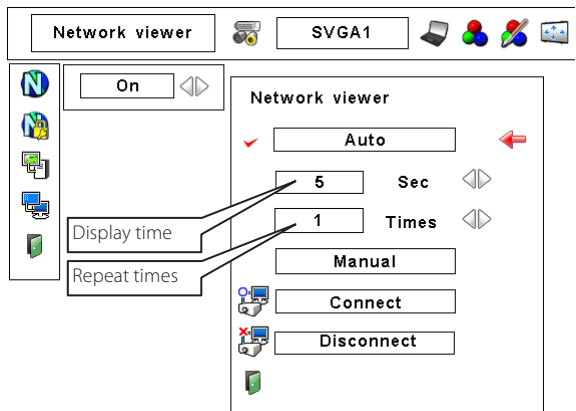 Network viewer
SVGA1
On
Network viewer
Auto
5 Sec
1 Times
Display time
Repeat times
Manual
Connect
Disconnect